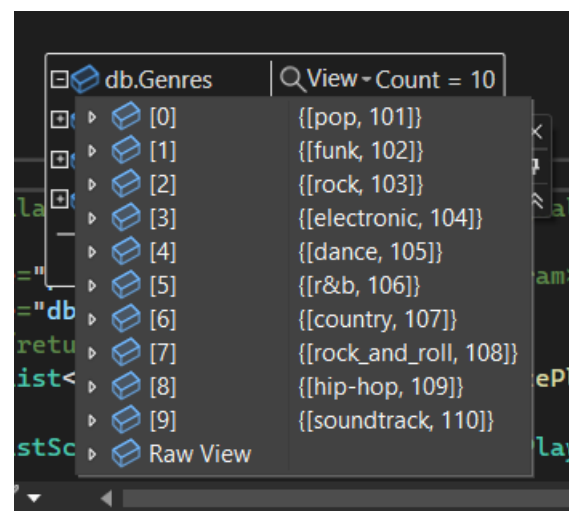 db.Genres View Count = 10
[0] {[pop, 101]}
[1] {[funk, 102]}
[2] {[rock, 103]}
[3] {[electronic, 104]}
[4] {[dance, 105]}
[5] {[r&b, 106]}
[6] {[country, 107]}
[7] {[rock_and_roll, 108]}
[8] {[hip-hop, 109]}
[9] {[soundtrack, 110]}
Raw View
="db